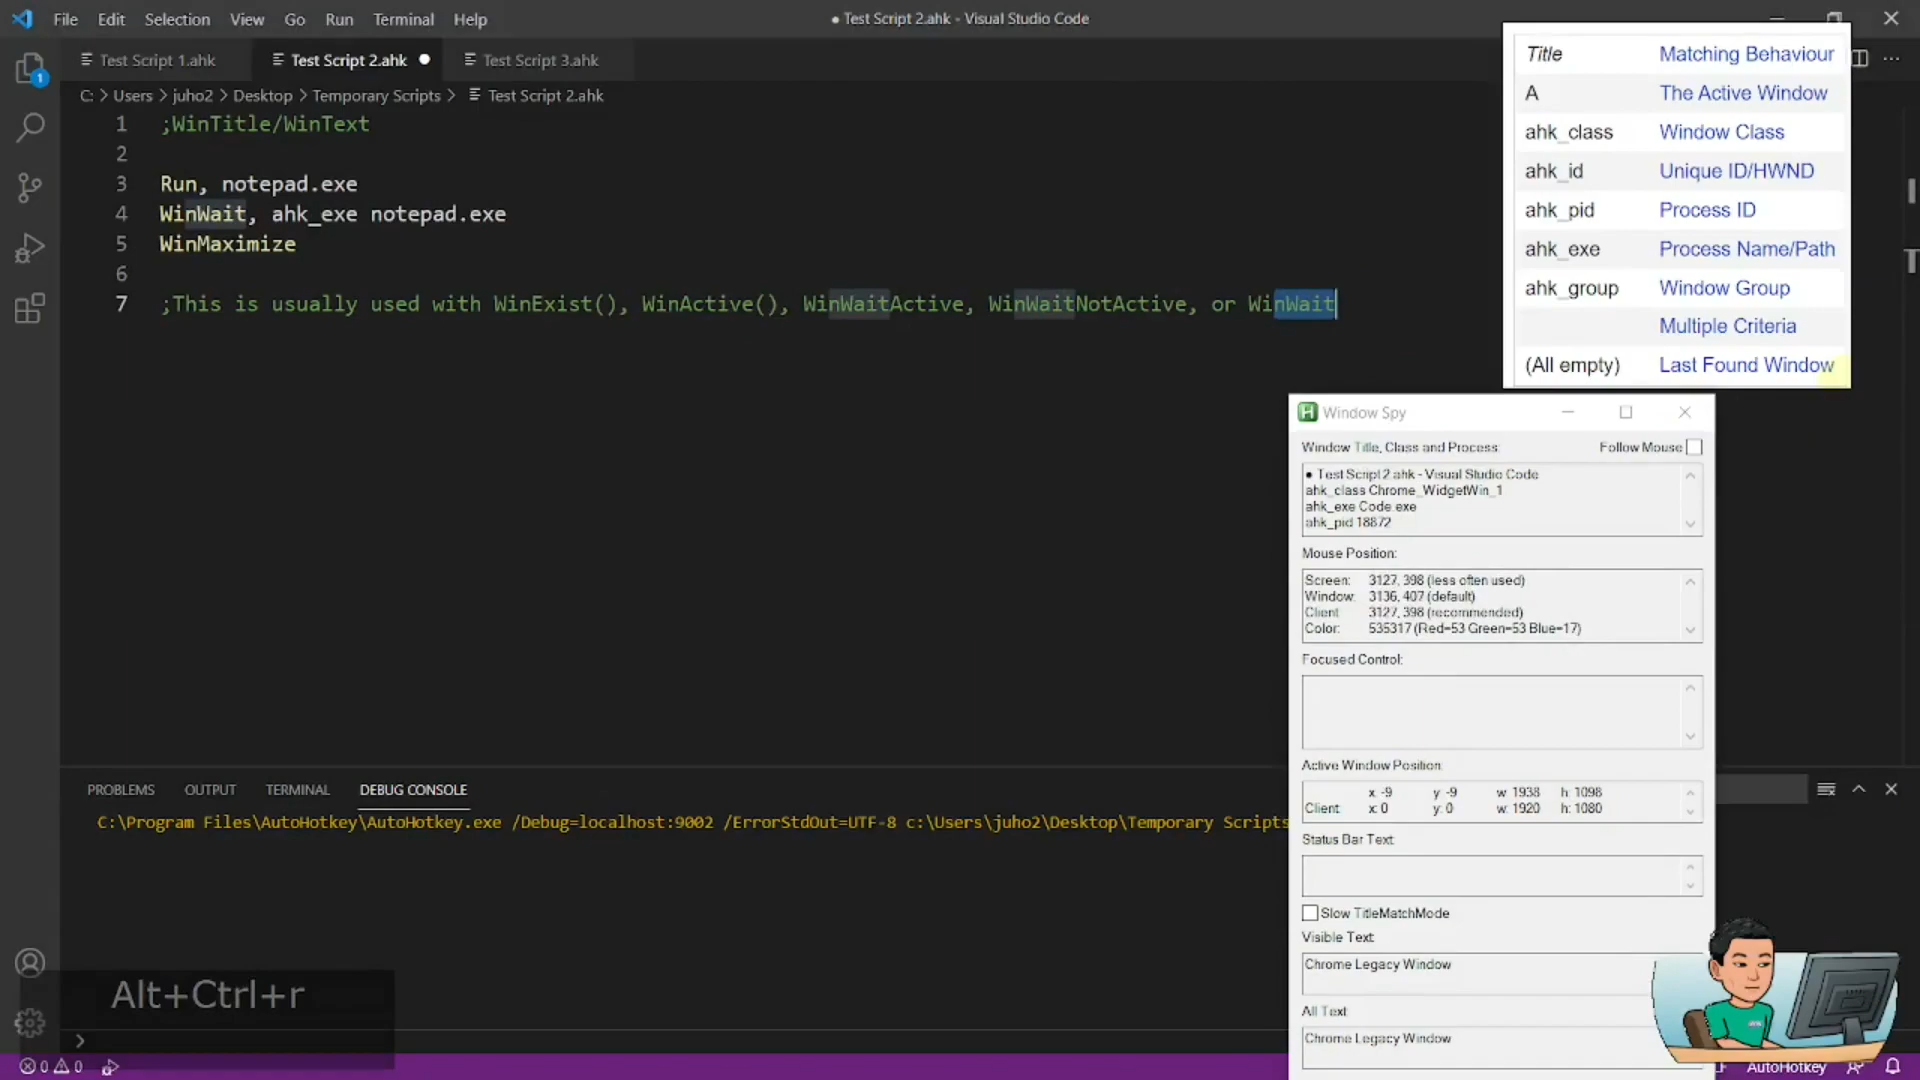 File Edit Selection View Go Run Terminal Help
● Test Script 2.ahk - Visual Studio Code
Test Script 1.ahk
Test Script 2.ahk
Test Script 3.ahk
C: > Users > juho2 > Desktop > Temporary Scripts > Test Script 2.ahk
1 ;WinTitle/WinText
2
3 Run, notepad.exe
4 WinWait, ahk_exe notepad.exe
5 WinMaximize
6
7 ;This is usually used with WinExist(), WinActive(), WinWaitActive, WinWaitNotActive, or WinWait
1
Title Matching Behaviour
A The Active Window
ahk_class Window Class
ahk_id Unique ID/HWND
ahk_pid Process ID
ahk_exe Process Name/Path
ahk_group Window Group
Multiple Criteria
(All empty) Last Found Window
Window Spy
Window Title, Class and Process: Follow Mouse
● Test Script 2.ahk - Visual Studio Code
ahk_class Chrome_WidgetWin_1
ahk_exe Code.exe
ahk_pid 18872
Mouse Position:
Screen: 3127, 398 (less often used)
Window: 3136, 407 (default)
Client: 3127, 398 (recommended)
Color: 535317 (Red=53 Green=53 Blue=17)
Focused Control:
Active Window Position:
x: -9 y: -9 w: 1938 h: 1098
Client: x: 0 y: 0 w: 1920 h: 1080
Status Bar Text:
Slow TitleMatchMode
Visible Text:
Chrome Legacy Window
All Text:
Chrome Legacy Window
PROBLEMS OUTPUT TERMINAL DEBUG CONSOLE
C:\Program Files\AutoHotkey\AutoHotkey.exe /Debug=localhost:9002 /ErrorStdOut=UTF-8 c:\Users\juho2\Desktop\Temporary Scripts
Alt+Ctrl+r
0 0
AutoHotkey